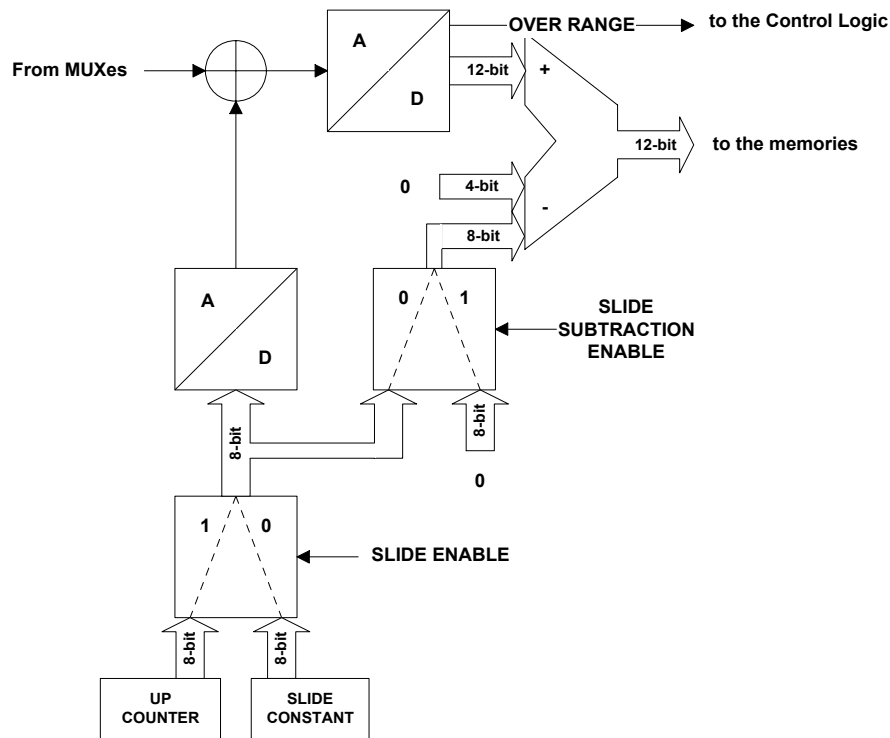 A
D
OVER RANGE
to the Control Logic
From MUXes
12-bit
+
12-bit
to the memories
0
4-bit
-
8-bit
A
D
0
1
SLIDE
SUBTRACTION
ENABLE
8-bit
8-bit
0
1
0
SLIDE ENABLE
8-bit
8-bit
UP
COUNTER
SLIDE
CONSTANT